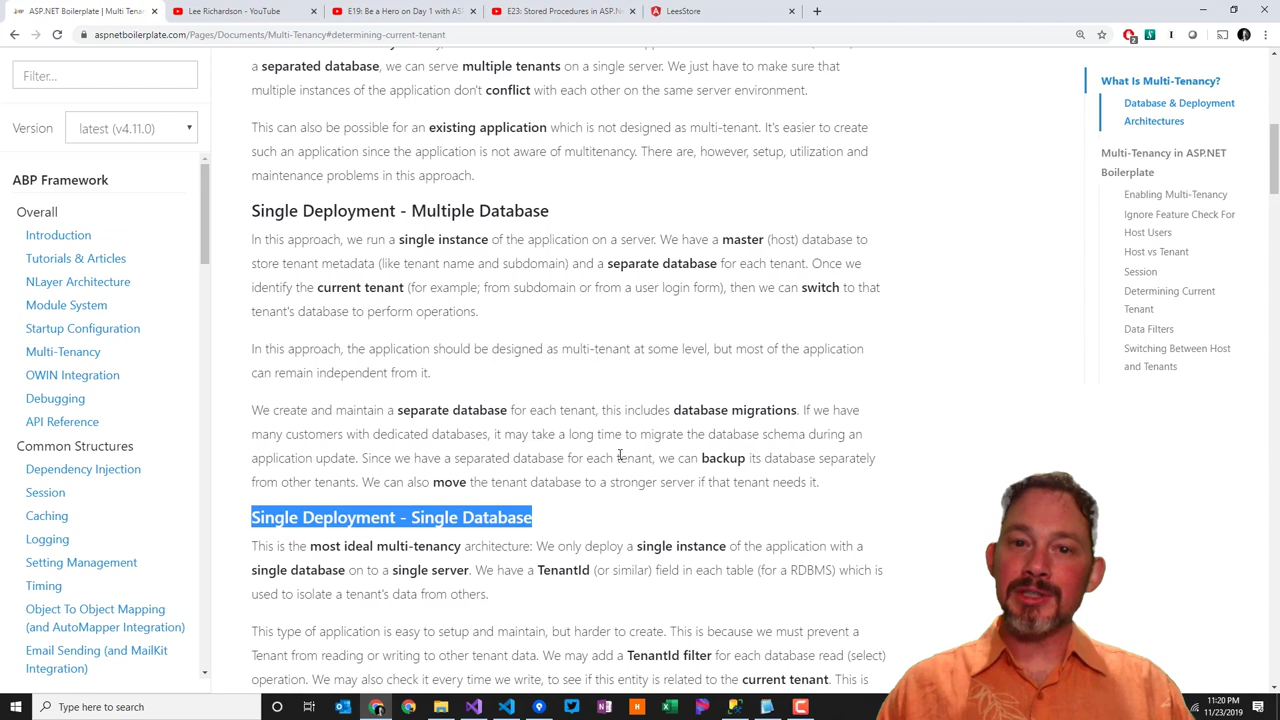 ASP.NET Boilerplate | Multi Tenanc
Lee Richardson - YouTube
E19: Be a Hero on Day 1 with AS
E23: Stored Procedures in ASP.NE
LeesStore
aspnetboilerplate.com/Pages/Documents/Multi-Tenancy#determining-current-tenant
Filter...
Version
latest (v4.11.0)
ABP Framework
Overall
Introduction
Tutorials & Articles
NLayer Architecture
Module System
Startup Configuration
Multi-Tenancy
OWIN Integration
Debugging
API Reference
Common Structures
Dependency Injection
Session
Caching
Logging
Setting Management
Timing
Object To Object Mapping
(and AutoMapper Integration)
Email Sending (and MailKit
Integration)
a separated database, we can serve multiple tenants on a single server. We just have to make sure that
multiple instances of the application don't conflict with each other on the same server environment.
This can also be possible for an existing application which is not designed as multi-tenant. It's easier to create
such an application since the application is not aware of multitenancy. There are, however, setup, utilization and
maintenance problems in this approach.
Single Deployment - Multiple Database
In this approach, we run a single instance of the application on a server. We have a master (host) database to
store tenant metadata (like tenant name and subdomain) and a separate database for each tenant. Once we
identify the current tenant (for example; from subdomain or from a user login form), then we can switch to that
tenant's database to perform operations.
In this approach, the application should be designed as multi-tenant at some level, but most of the application
can remain independent from it.
We create and maintain a separate database for each tenant, this includes database migrations. If we have
many customers with dedicated databases, it may take a long time to migrate the database schema during an
application update. Since we have a separated database for each tenant, we can backup its database separately
from other tenants. We can also move the tenant database to a stronger server if that tenant needs it.
Single Deployment - Single Database
This is the most ideal multi-tenancy architecture: We only deploy a single instance of the application with a
single database on to a single server. We have a TenantId (or similar) field in each table (for a RDBMS) which is
used to isolate a tenant's data from others.
This type of application is easy to setup and maintain, but harder to create. This is because we must prevent a
Tenant from reading or writing to other tenant data. We may add a TenantId filter for each database read (select)
operation. We may also check it every time we write, to see if this entity is related to the current tenant. This is
What Is Multi-Tenancy?
Database & Deployment
Architectures
Multi-Tenancy in ASP.NET
Boilerplate
Enabling Multi-Tenancy
Ignore Feature Check For
Host Users
Host vs Tenant
Session
Determining Current
Tenant
Data Filters
Switching Between Host
and Tenants
Type here to search
11:20 PM
11/23/2019